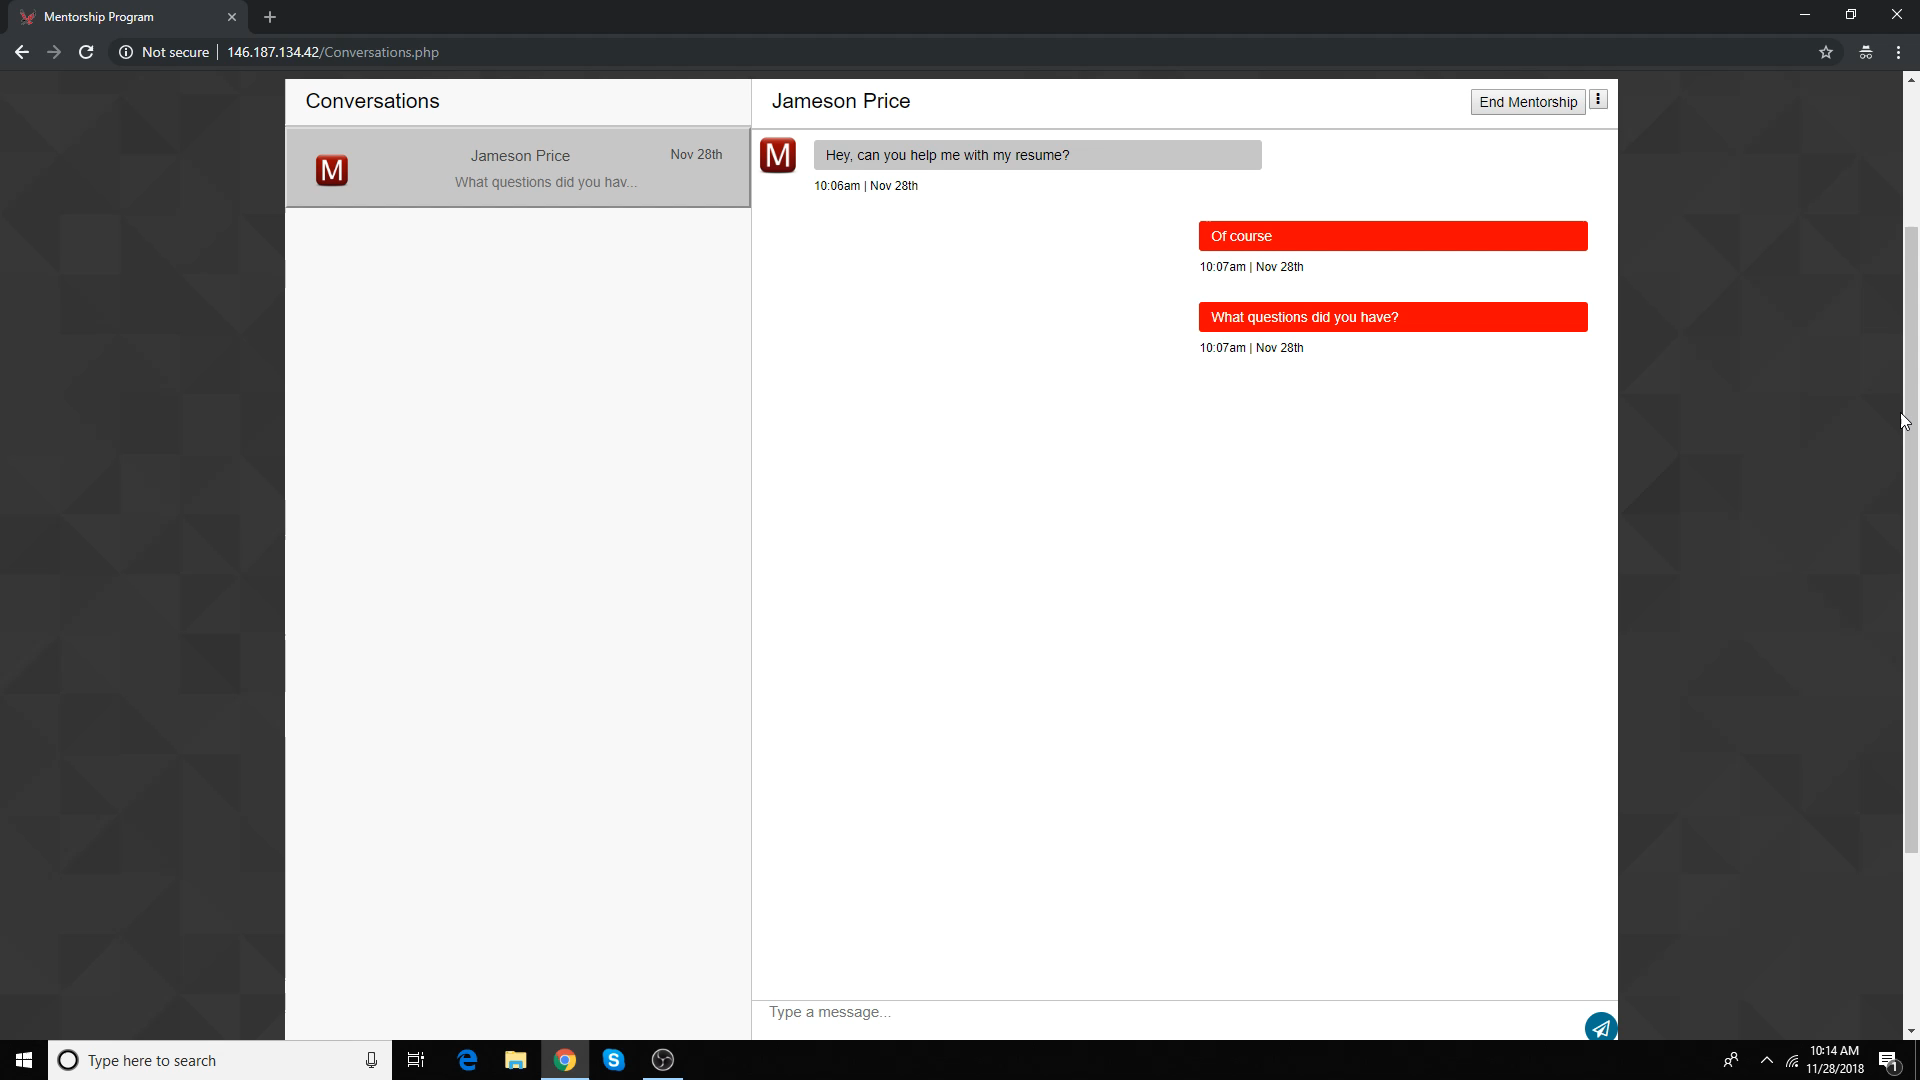 Mentorship Program
Not secure | 146.187.134.42/Conversations.php
Conversations
Jameson Price
End Mentorship
M
Jameson Price
Nov 28th
What questions did you hav...
M
Hey, can you help me with my resume?
10:06am | Nov 28th
Of course
10:07am | Nov 28th
What questions did you have?
10:07am | Nov 28th
Type a message...
Type here to search
10:14 AM
11/28/2018
1